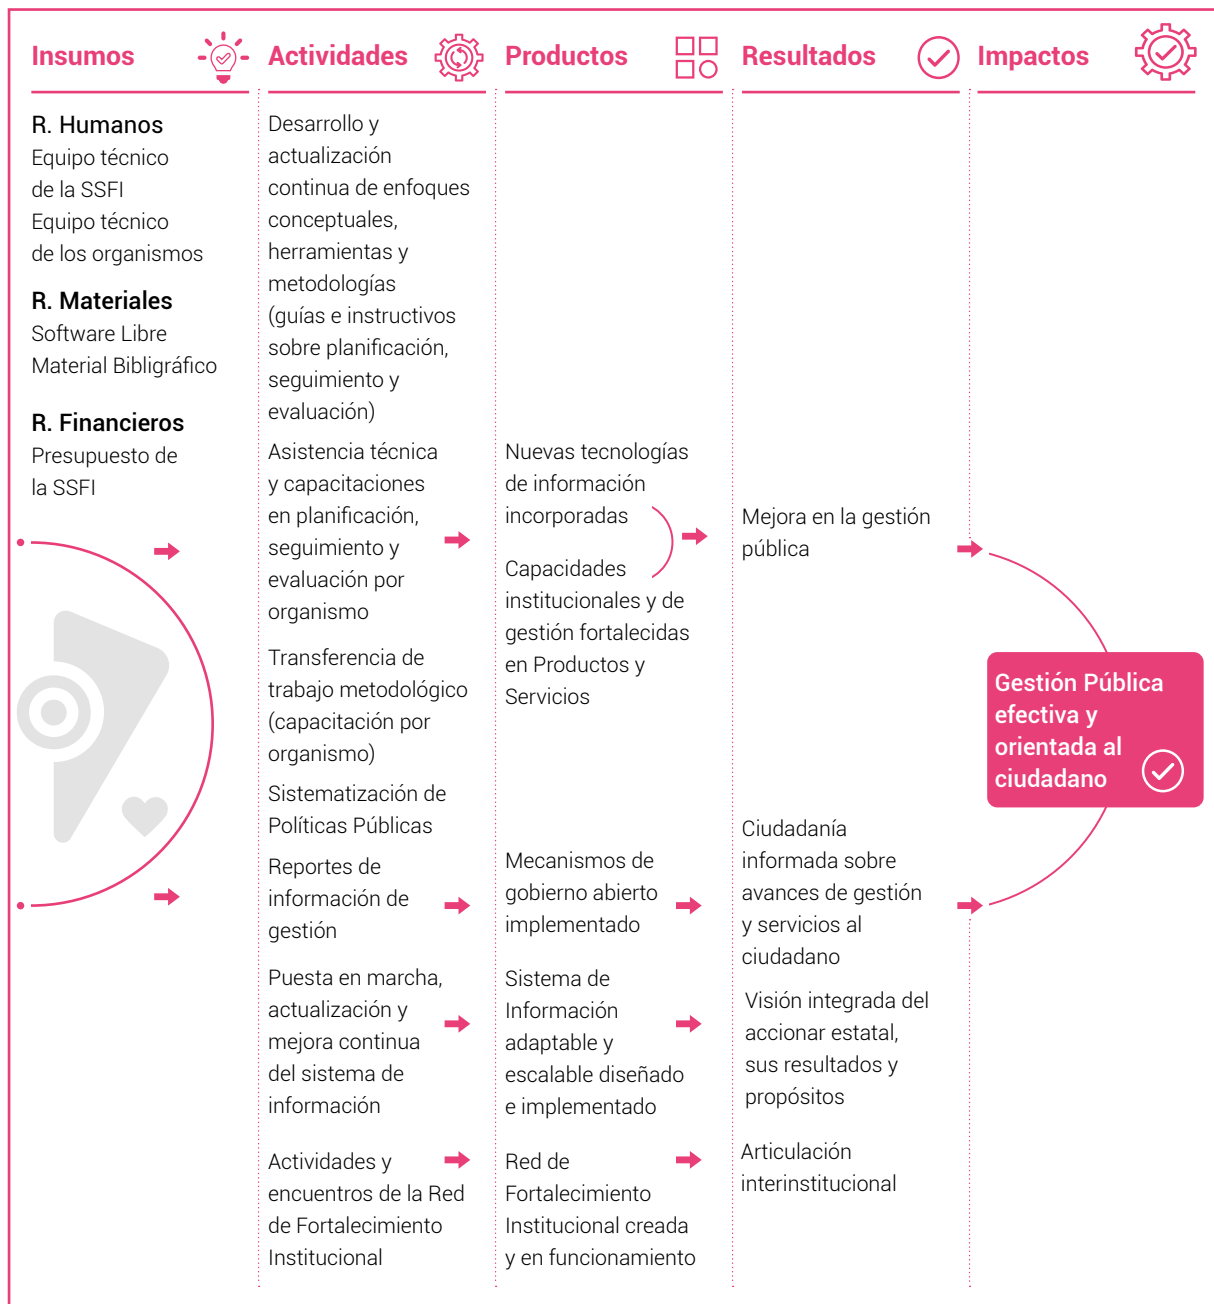 Insumos
Actividades
Productos
Resultados
Impactos
R. Humanos
Equipo técnico
de la SSFI
Equipo técnico
de los organismos
R. Materiales
Software Libre
Material Bibligráfico
R. Financieros
Presupuesto de
la SSFI
Desarrollo y
actualización
continua de enfoques
conceptuales,
herramientas y
metodologías
(guías e instructivos
sobre planificación,
seguimiento y
evaluación)
Asistencia técnica
y capacitaciones
en planificación,
seguimiento y
evaluación por
organismo
Transferencia de
trabajo metodológico
(capacitación por
organismo)
Sistematización de
Políticas Públicas
Reportes de
información de
gestión
Puesta en marcha,
actualización y
mejora continua
del sistema de
información
Actividades y
encuentros de la Red
de Fortalecimiento
Institucional
Nuevas tecnologías
de información
incorporadas
Capacidades
institucionales y de
gestión fortalecidas
en Productos y
Servicios
Mecanismos de
gobierno abierto
implementado
Sistema de
Información
adaptable y
escalable diseñado
e implementado
Red de
Fortalecimiento
Institucional creada
y en funcionamiento
Mejora en la gestión
pública
Ciudadanía
informada sobre
avances de gestión
y servicios al
ciudadano
Visión integrada del
accionar estatal,
sus resultados y
propósitos
Articulación
interinstitucional
Gestión Pública
efectiva y
orientada al
ciudadano